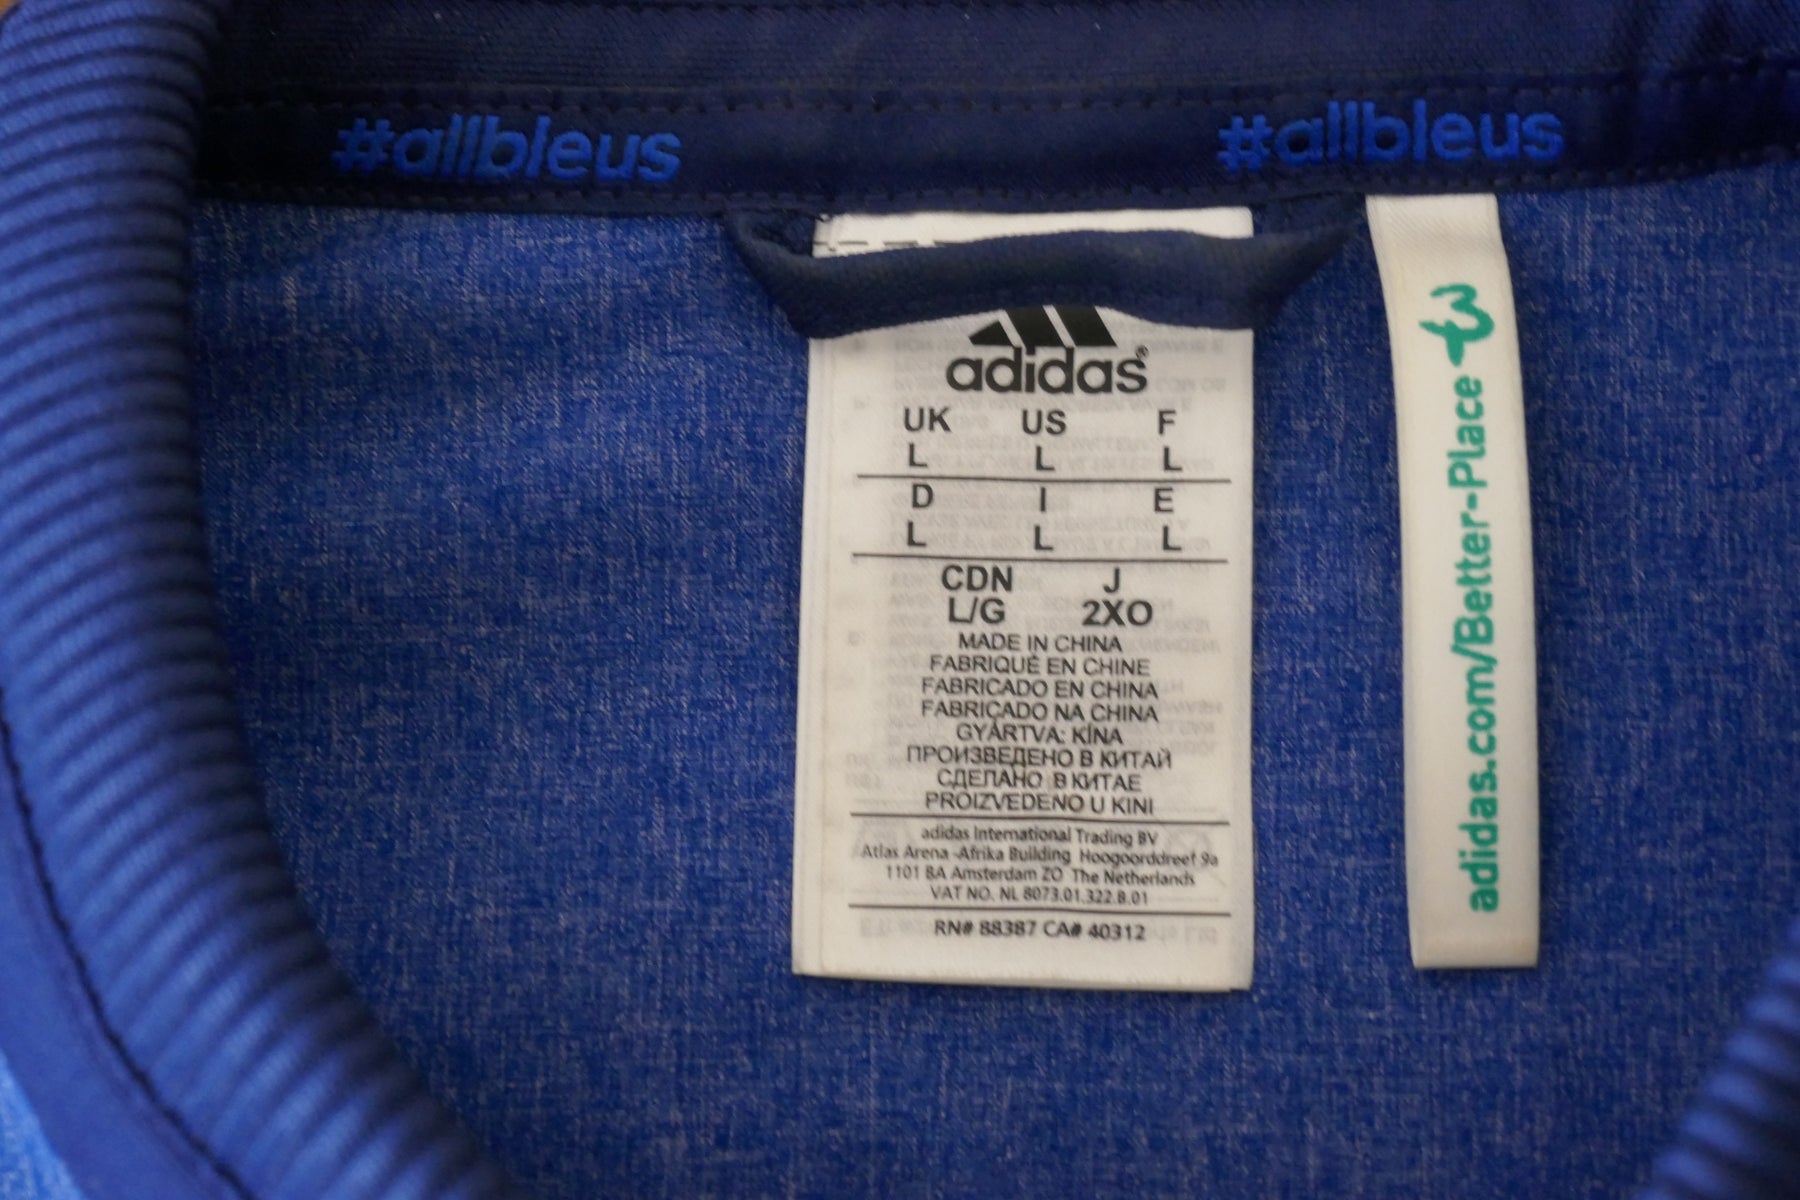 #allbleus #allbleus
adidas®
UK US F
L L L
D I E
L L L
CDN J
L/G 2XO
MADE IN CHINA
FABRIQUÉ EN CHINE
FABRICADO EN CHINA
FABRICADO NA CHINA
GYÁRTVA: KÍNA
ПРОИЗВЕДЕНО В КИТАЙ
СДЕЛАНО В КИТАЕ
PROIZVEDENO U KINI
adidas International Trading BV
Atlas Arena -Afrika Building Hoogoorddreef 9a
1101 BA Amsterdam ZO The Netherlands
VAT NO. NL 8073.01.322.B.01
RN# 88387 CA# 40312
adidas.com/Better-Place